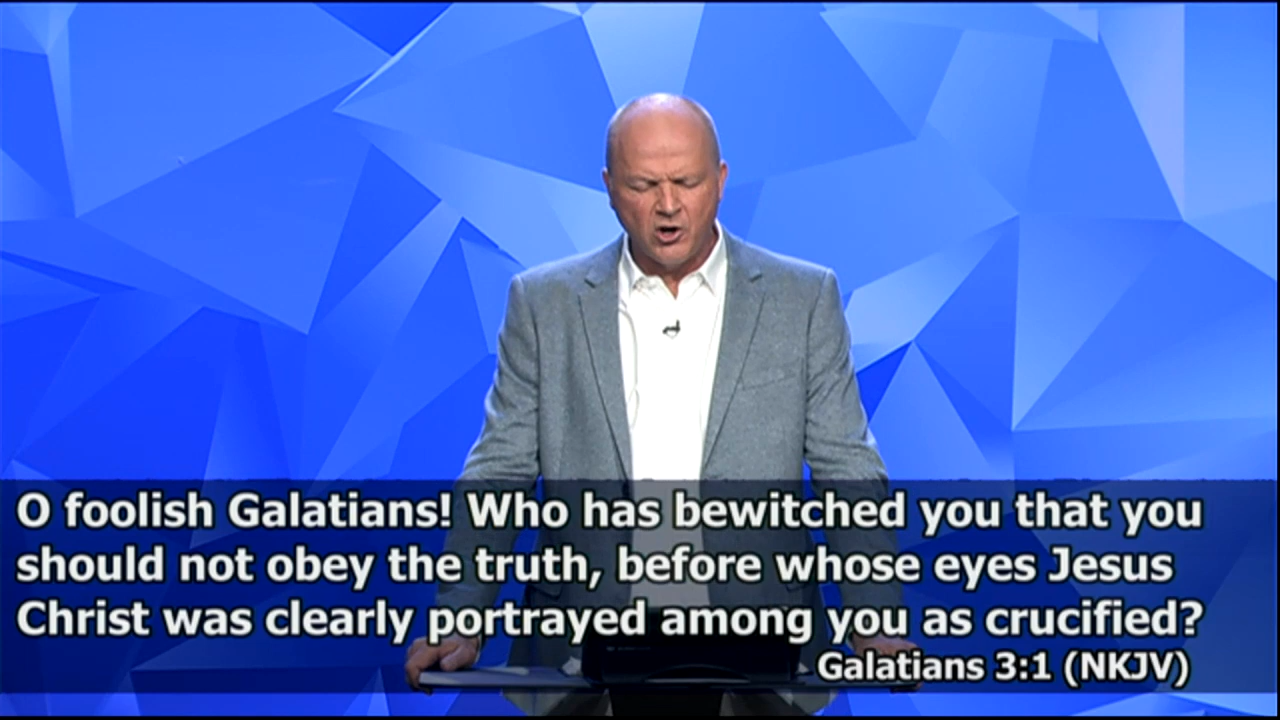 O foolish Galatians! Who has bewitched you that you
should not obey the truth, before whose eyes Jesus
Christ was clearly portrayed among you as crucified?
Galatians 3:1 (NKJV)